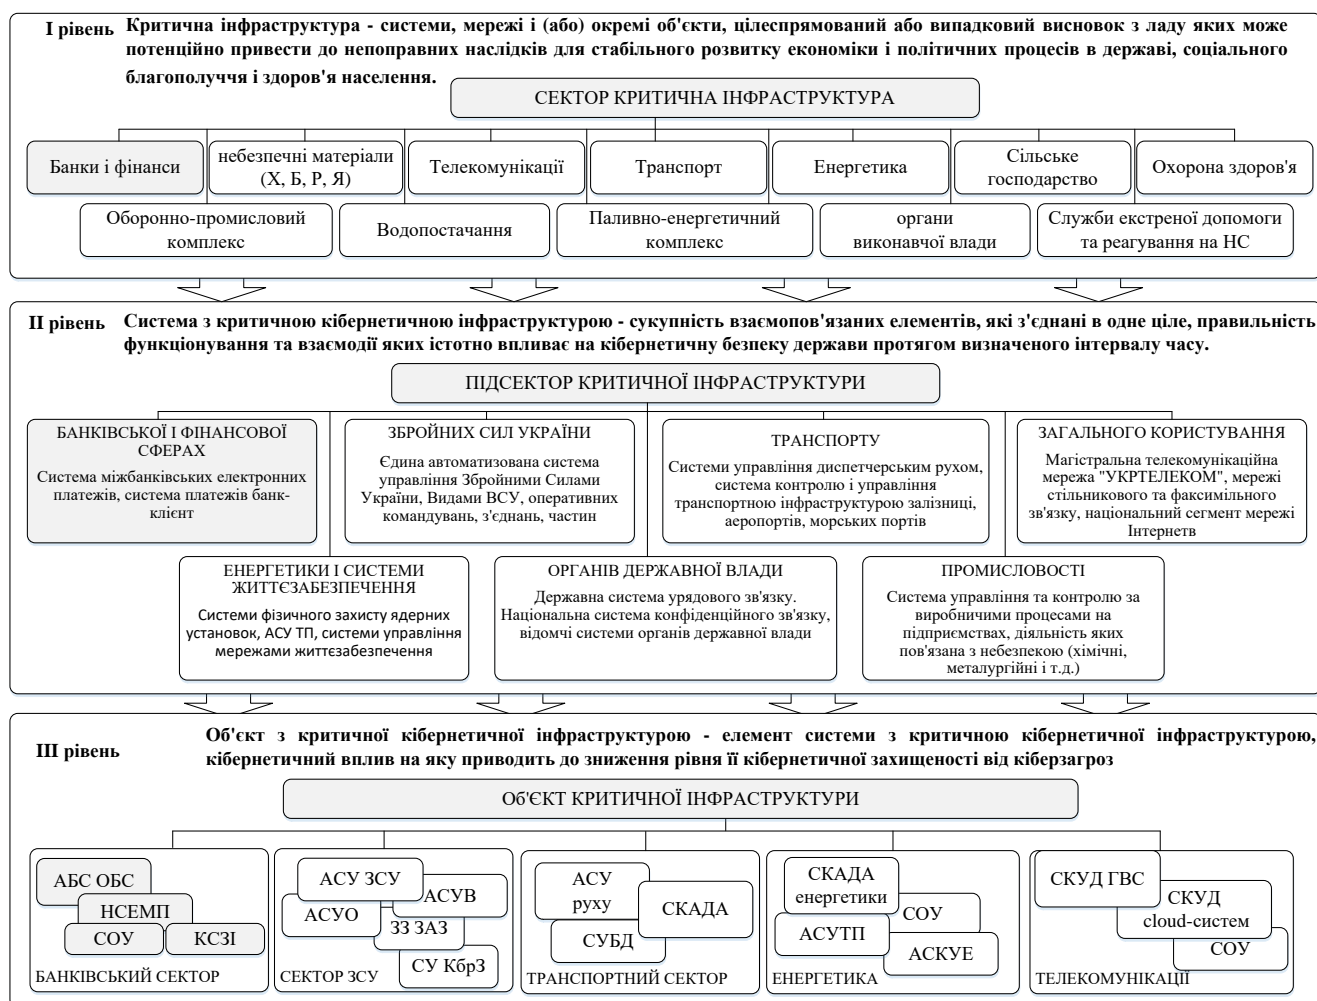 І рівень
Критична інфраструктура - системи, мережі і (або) окремі об'єкти, цілеспрямований або випадковий висновок з ладу яких може
потенційно привести до непоправних наслідків для стабільного розвитку економіки і політичних процесів в державі, соціального
благополуччя і здоров'я населення.
СЕКТОР КРИТИЧНА ІНФРАСТРУКТУРА
Банки і фінанси
небезпечні матеріали
(Х, Б, Р, Я)
Телекомунікації
Транспорт
Енергетика
Сільське
господарство
Охорона здоров'я
Оборонно-промисловий
комплекс
Водопостачання
Паливно-енергетичний
комплекс
органи
виконавчої влади
Служби екстреної допомоги
та реагування на НС
ІІ рівень
Система з критичною кібернетичною інфраструктурою - сукупність взаємопов'язаних елементів, які з'єднані в одне ціле, правильність
функціонування та взаємодії яких істотно впливає на кібернетичну безпеку держави протягом визначеного інтервалу часу.
ПІДСЕКТОР КРИТИЧНОЇ ІНФРАСТРУКТУРИ
БАНКІВСЬКОЇ І ФІНАНСОВОЇ
СФЕРАХ
Система міжбанківських електронних
платежів, система платежів банк-
клієнт
ЗБРОЙНИХ СИЛ УКРАЇНИ
Єдина автоматизована система
управління Збройними Силами
України, Видами ВСУ, оперативних
командувань, з'єднань, частин
ТРАНСПОРТУ
Системи управління диспетчерським рухом,
система контролю і управління
транспортною інфраструктурою залізниці,
аеропортів, морських портів
ЗАГАЛЬНОГО КОРИСТУВАННЯ
Магістральна телекомунікаційна
мережа "УКРТЕЛЕКОМ", мережі
стільникового та факсимільного
зв'язку, національний сегмент мережі
Інтернетв
ЕНЕРГЕТИКИ І СИСТЕМИ
ЖИТТЄЗАБЕЗПЕЧЕННЯ
Системи фізичного захисту ядерних
установок, АСУ ТП, системи управління
мережами життєзабезпечення
ОРГАНІВ ДЕРЖАВНОЇ ВЛАДИ
Державна система урядового зв'язку.
Національна система конфіденційного зв'язку,
відомчі системи органів державної влади
ПРОМИСЛОВОСТІ
Система управління та контролю за
виробничими процесами на
підприємствах, діяльність яких
пов'язана з небезпекою (хімічні,
металургійні і т.д.)
ІІІ рівень
Об'єкт з критичної кібернетичної інфраструктурою - елемент системи з критичною кібернетичної інфраструктурою,
кібернетичний вплив на яку приводить до зниження рівня її кібернетичної захищеності від кіберзагроз
Об'ЄКТ КРИТИЧНОЇ ІНФРАСТРУКТУРИ
АБС ОБС
НСЕМП
СОУ
КСЗІ
БАНКІВСЬКИЙ СЕКТОР
АСУ ЗСУ
АСУВ
АСУО
ЗЗ ЗАЗ
СУ КбрЗ
СЕКТОР ЗСУ
АСУ
руху
СКАДА
СУБД
ТРАНСПОРТНИЙ СЕКТОР
СКАДА
енергетики
СОУ
АСУТП
АСКУЕ
ЕНЕРГЕТИКА
СКУД ГВС
СКУД
cloud-систем
СОУ
ТЕЛЕКОМУНІКАЦІЇ